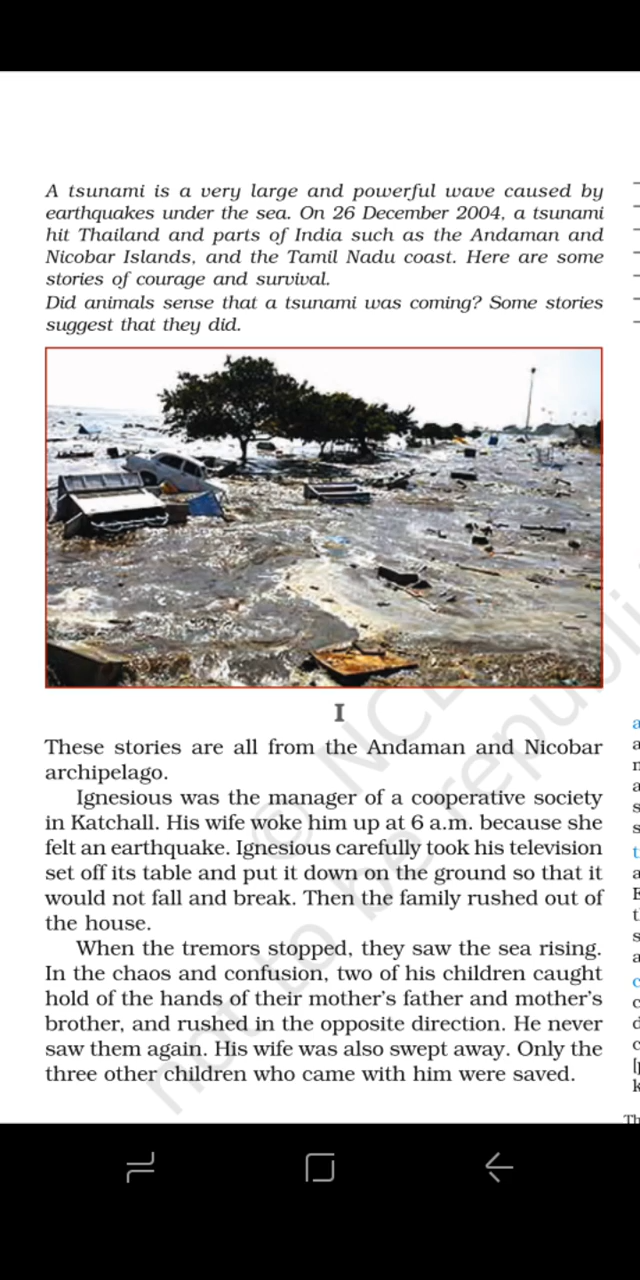 A tsunami is a very large and powerful wave caused by
earthquakes under the sea. On 26 December 2004, a tsunami
hit Thailand and parts of India such as the Andaman and
Nicobar Islands, and the Tamil Nadu coast. Here are some
stories of courage and survival.
Did animals sense that a tsunami was coming? Some stories
suggest that they did.
I
These stories are all from the Andaman and Nicobar
archipelago.
Ignesious was the manager of a cooperative society
in Katchall. His wife woke him up at 6 a.m. because she
felt an earthquake. Ignesious carefully took his television
set off its table and put it down on the ground so that it
would not fall and break. Then the family rushed out of
the house.
When the tremors stopped, they saw the sea rising.
In the chaos and confusion, two of his children caught
hold of the hands of their mother's father and mother's
brother, and rushed in the opposite direction. He never
saw them again. His wife was also swept away. Only the
three other children who came with him were saved.
not to be republi